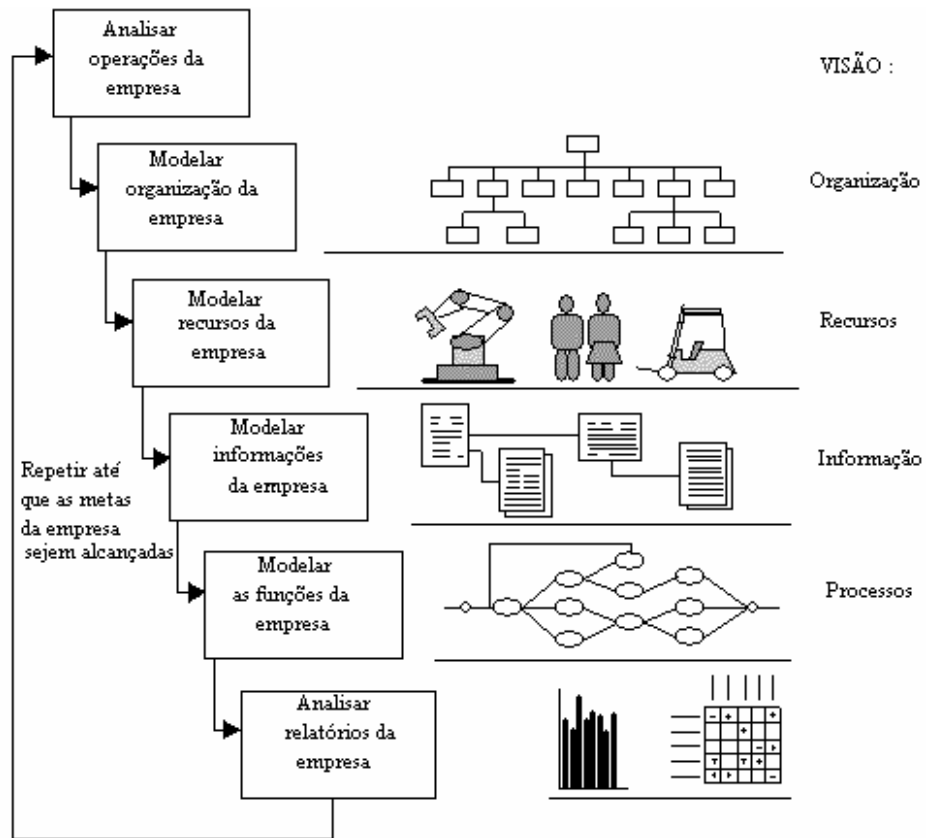 Analisar
operações da
empresa
VISÃO :
Modelar
organização da
empresa
Organização
Modelar
recursos da
empresa
Recursos
Modelar
informações
da empresa
Informação
Repetir até
que as metas
da empresa
sejem alcançadas
Modelar
as funções da
empresa
Processos
Analisar
relatórios da
empresa